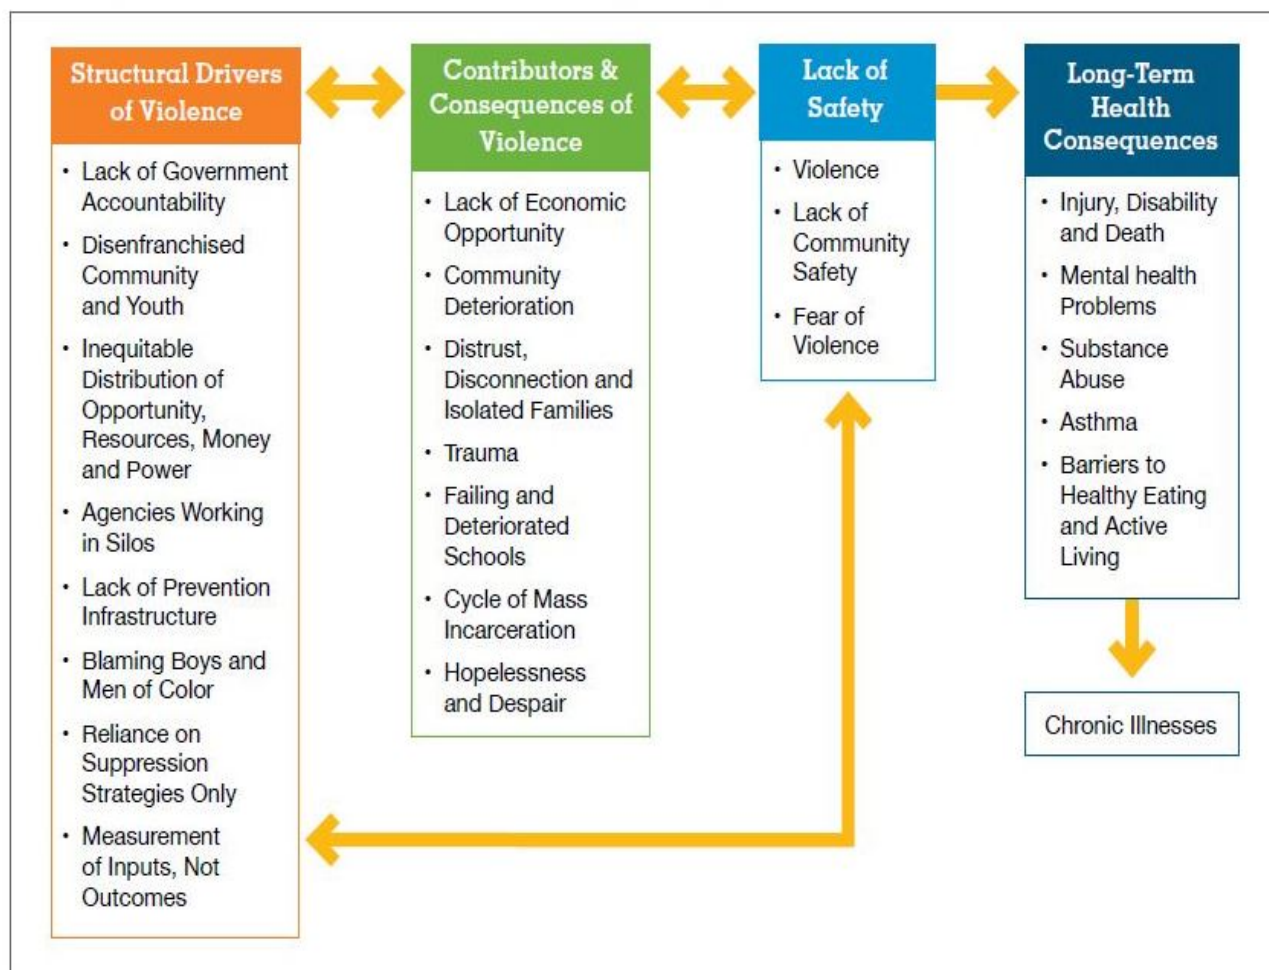 Structural Drivers
of Violence
• Lack of Government
Accountability
• Disenfranchised
Community
and Youth
• Inequitable
Distribution of
Opportunity,
Resources, Money
and Power
• Agencies Working
in Silos
• Lack of Prevention
Infrastructure
• Blaming Boys and
Men of Color
• Reliance on
Suppression
Strategies Only
• Measurement
of Inputs, Not
Outcomes
Contributors &
Consequences of
Violence
• Lack of Economic
Opportunity
• Community
Deterioration
• Distrust,
Disconnection and
Isolated Families
• Trauma
• Failing and
Deteriorated
Schools
• Cycle of Mass
Incarceration
• Hopelessness
and Despair
Lack of
Safety
• Violence
• Lack of
Community
Safety
• Fear of
Violence
Long-Term
Health
Consequences
• Injury, Disability
and Death
• Mental health
Problems
• Substance
Abuse
• Asthma
• Barriers to
Healthy Eating
and Active
Living
Chronic Illnesses